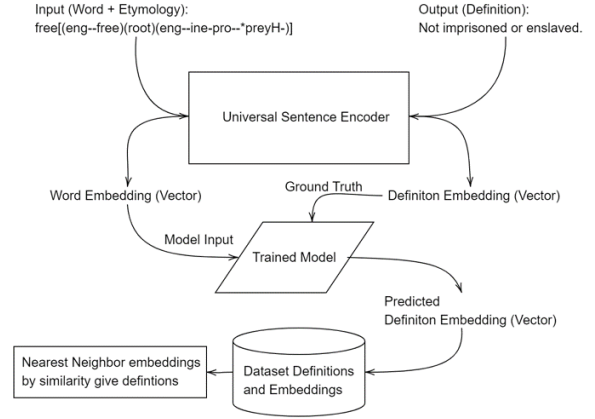 Input (Word + Etymology):
free[(eng--free)(root)(eng--ine-pro--*preyH-)]
Output (Definition):
Not imprisoned or enslaved.
Universal Sentence Encoder
Word Embedding (Vector)
Ground Truth
Definiton Embedding (Vector)
Model Input
Trained Model
Predicted
Definiton Embedding (Vector)
Nearest Neighbor embeddings
by similarity give defintions
Dataset Definitions
and Embeddings